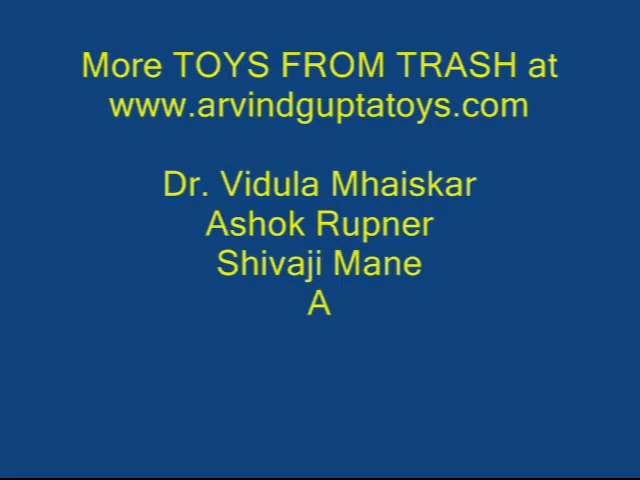 More TOYS FROM TRASH at
www.arvindguptatoys.com
Dr. Vidula Mhaiskar
Ashok Rupner
Shivaji Mane
A